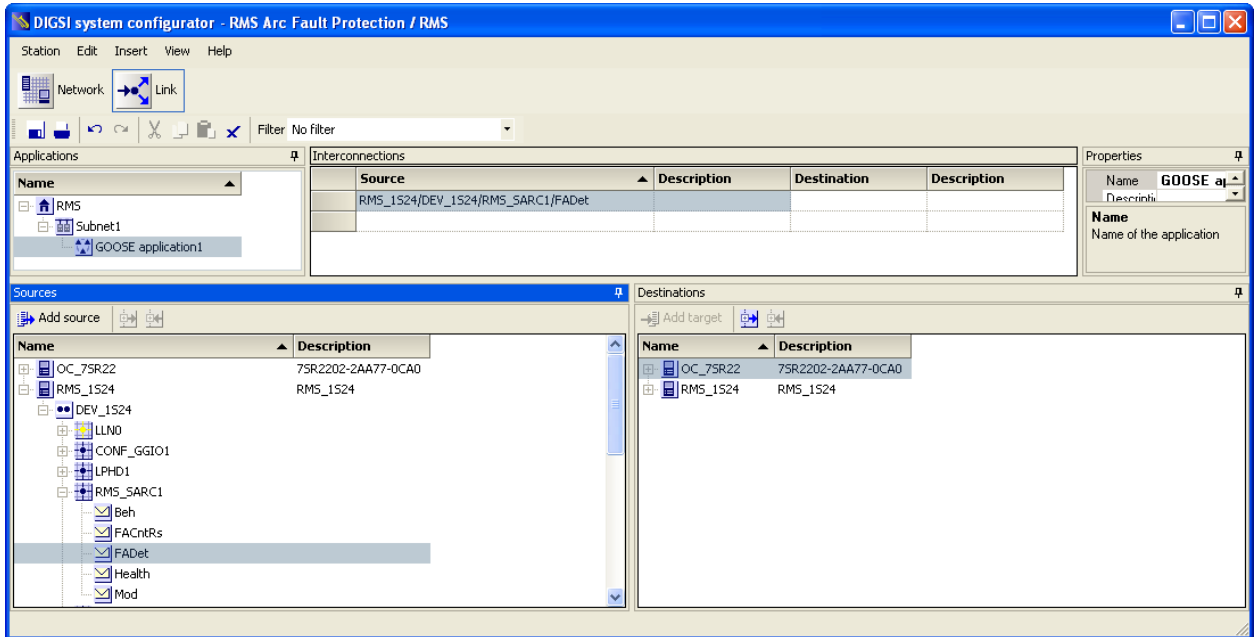 DIGSI system configurator - RMS Arc Fault Protection / RMS
Station Edit Insert View Help
Network Link
Filter No filter
Applications
Name
RMS
Subnet1
GOOSE application1
Interconnections
Source Description Destination Description
RMS_1S24/DEV_1S24/RMS_SARC1/FADet
Properties
Name GOOSE
Name
Name of the application
Sources
Add source
Name Description
OC_7SR22 7SR2202-2AA77-0CA0
RMS_1S24 RMS_1S24
DEV_1S24
LLN0
CONF_GGIO1
LPHD1
RMS_SARC1
Beh
FACntRs
FADet
Health
Mod
Destinations
Add target
Name Description
OC_7SR22 7SR2202-2AA77-0CA0
RMS_1S24 RMS_1S24